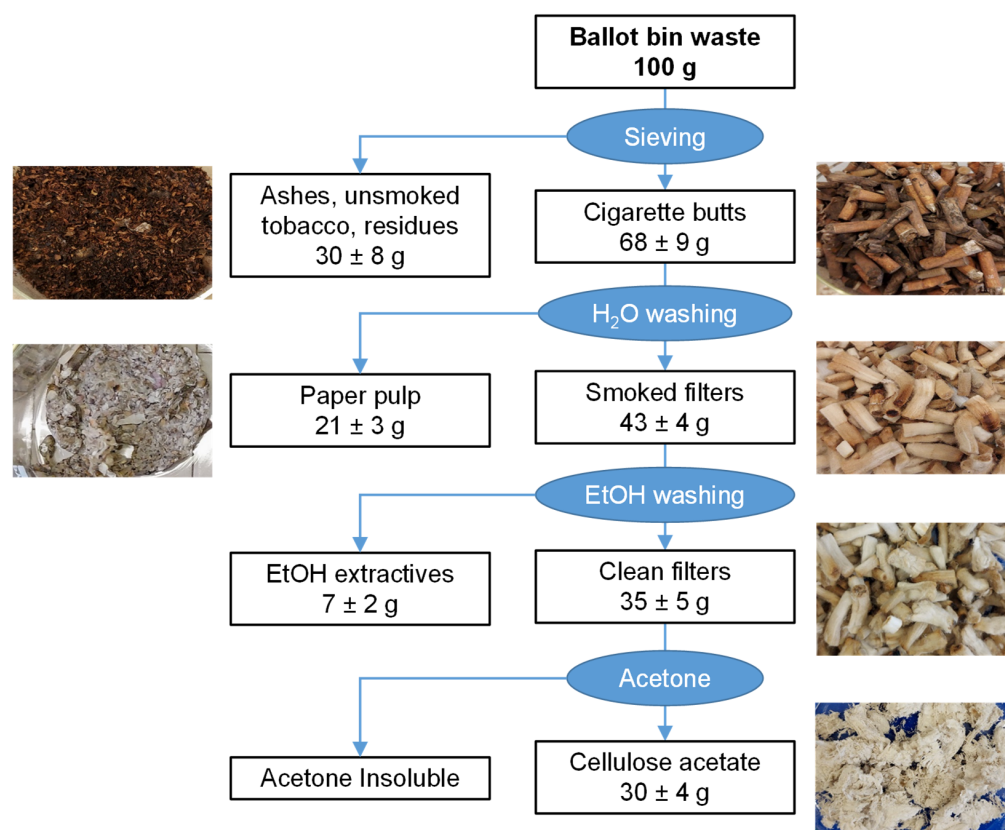 Ballot bin waste
100 g
Sieving
Ashes, unsmoked
tobacco, residues
30 ± 8 g
Cigarette butts
68 ± 9 g
H₂O washing
Paper pulp
21 ± 3 g
Smoked filters
43 ± 4 g
EtOH washing
EtOH extractives
7 ± 2 g
Clean filters
35 ± 5 g
Acetone
Acetone Insoluble
Cellulose acetate
30 ± 4 g